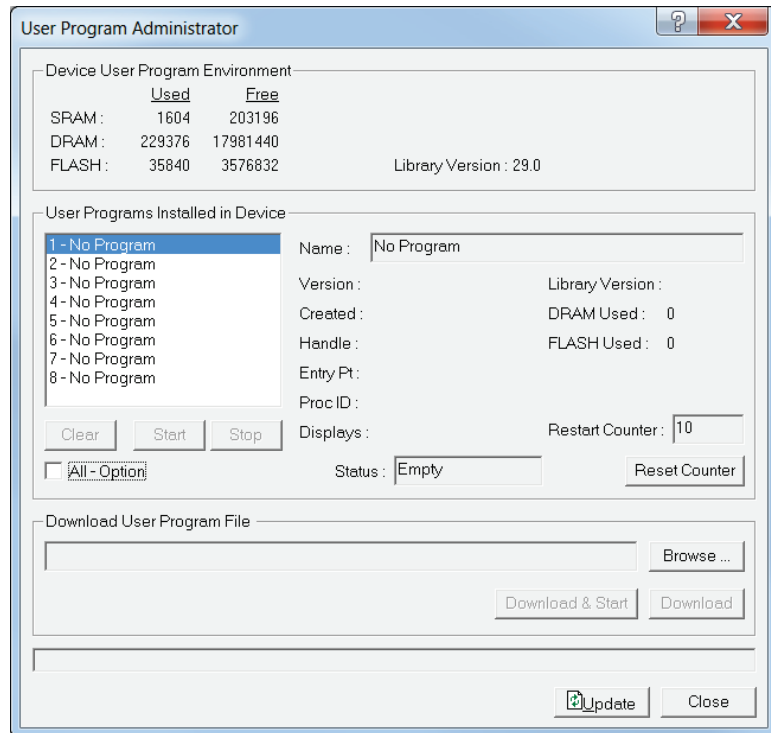 User Program Administrator
Device User Program Environment
Used Free
SRAM : 1604 203196
DRAM : 229376 17981440
FLASH : 35840 3576832 Library Version : 29.0
User Programs Installed in Device
1 - No Program
2 - No Program
3 - No Program
4 - No Program
5 - No Program
6 - No Program
7 - No Program
8 - No Program
Clear Start Stop
All - Option
Name : No Program
Version : Library Version :
Created : DRAM Used : 0
Handle : FLASH Used : 0
Entry Pt :
Proc ID :
Displays : Restart Counter : 10
Status : Empty Reset Counter
Download User Program File
Browse ...
Download & Start Download
Update Close